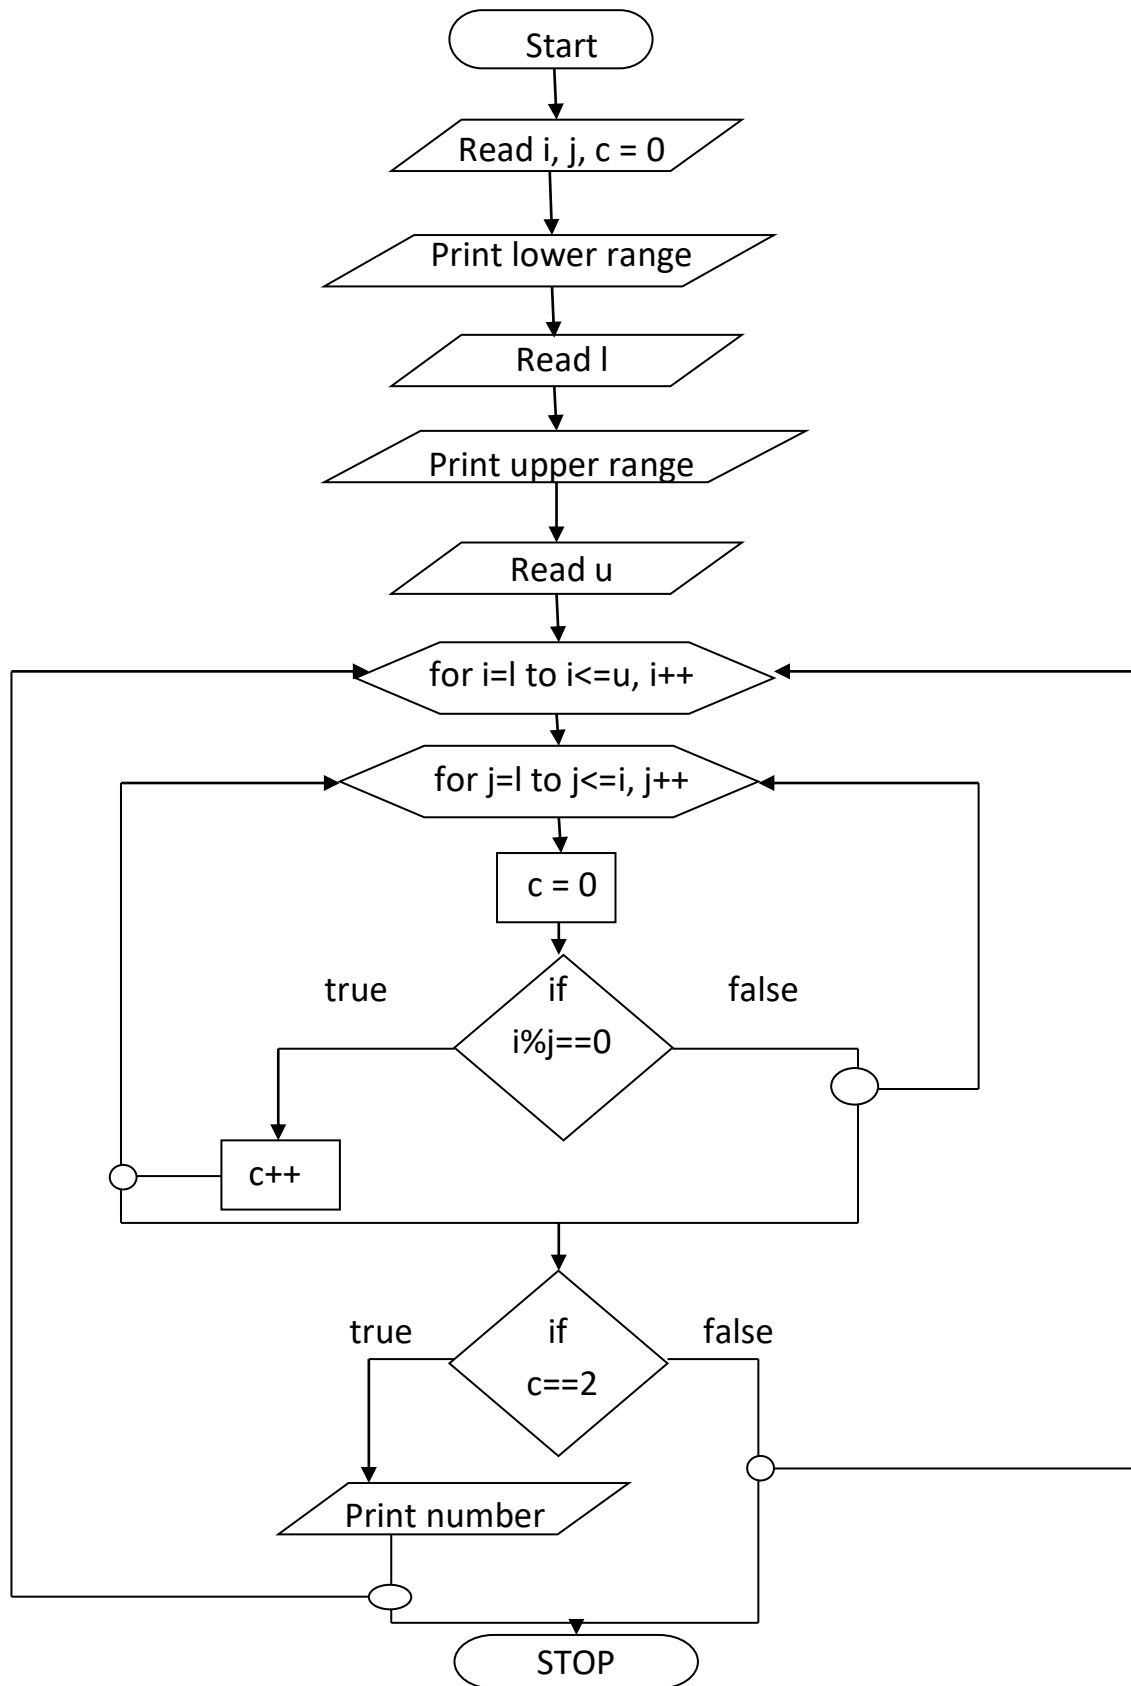 Start
Read i, j, c = 0
Print lower range
Read l
Print upper range
Read u
for i=l to i<=u, i++
for j=l to j<=i, j++
c = 0
true
if
false
i%j==0
c++
true
if
false
c==2
Print number
STOP